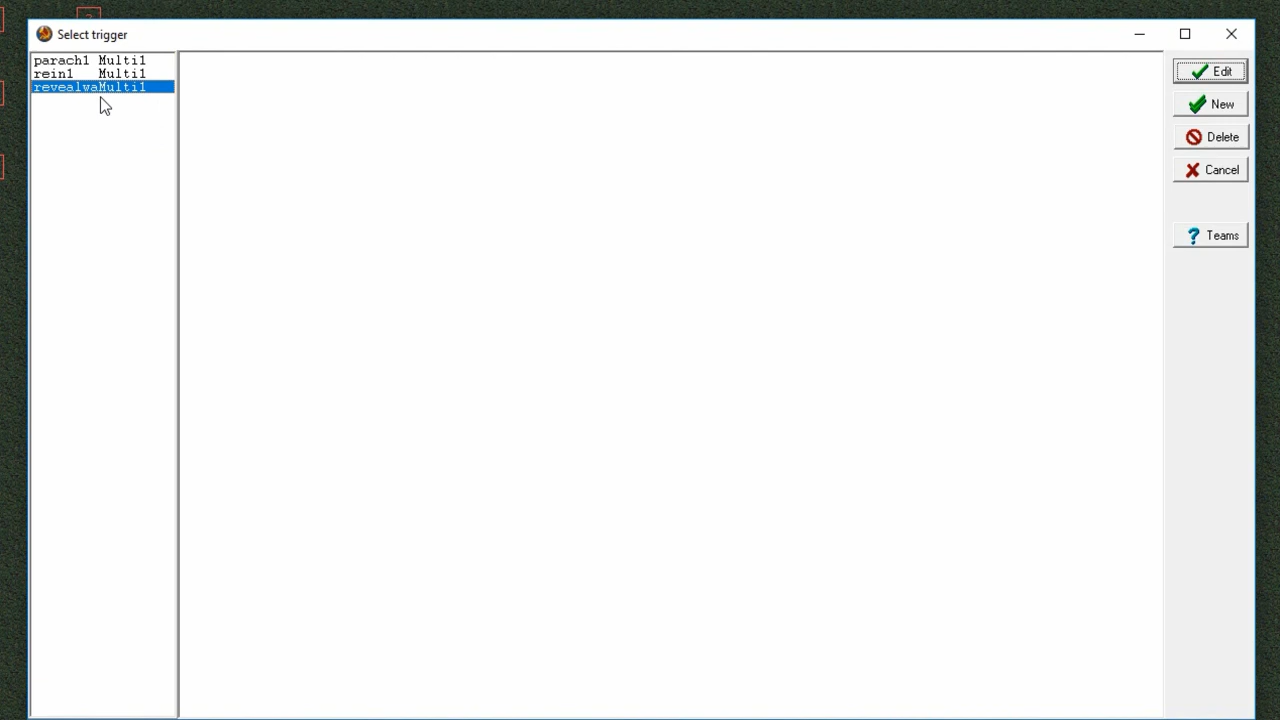 Select trigger
parach1 Multi1
rein1 Multi1
revealwaMulti1
Edit
New
Delete
Cancel
? Teams